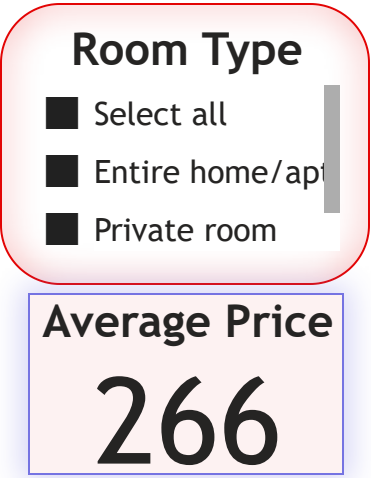 Room Type
Select all
Entire home/apt
Private room
Average Price
266